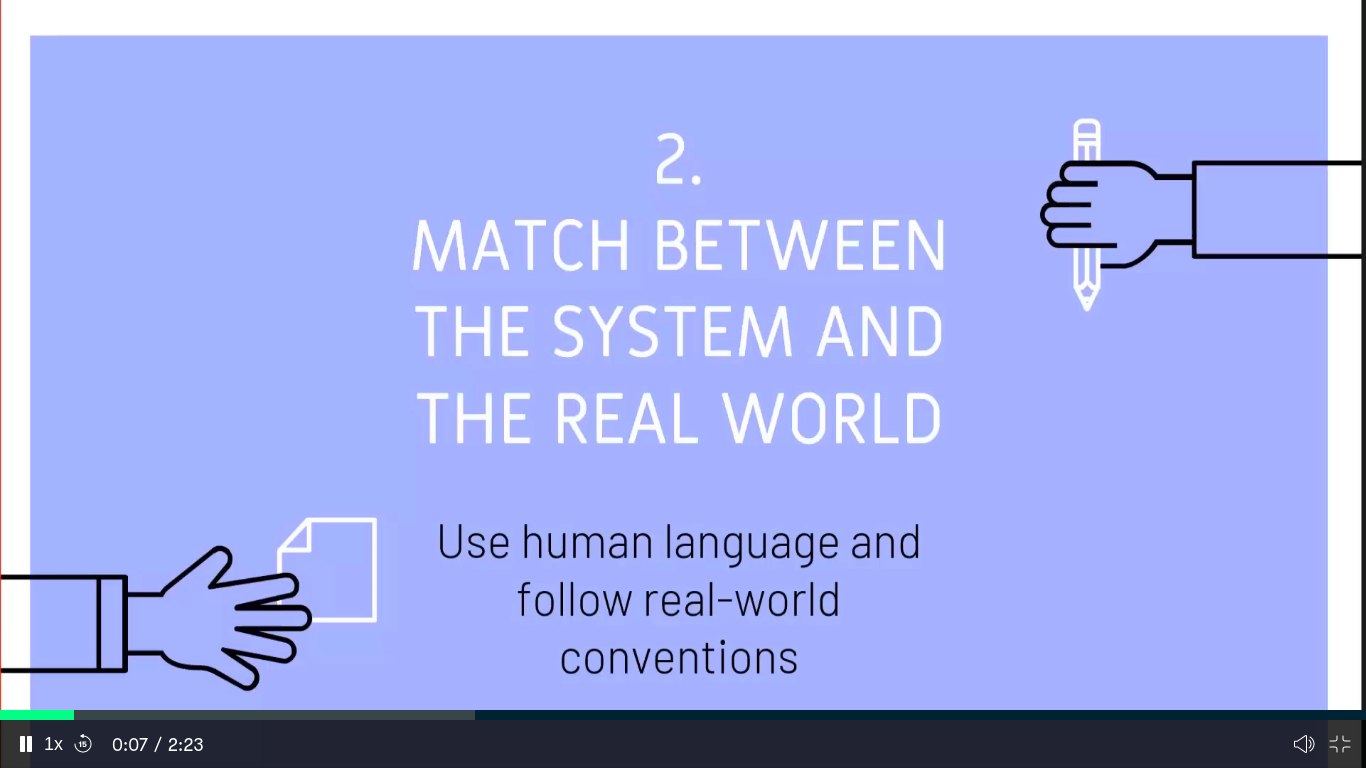 2.
MATCH BETWEEN
THE SYSTEM AND
THE REAL WORLD
Use human language and
follow real-world
conventions
1x 15 0:07 / 2:23